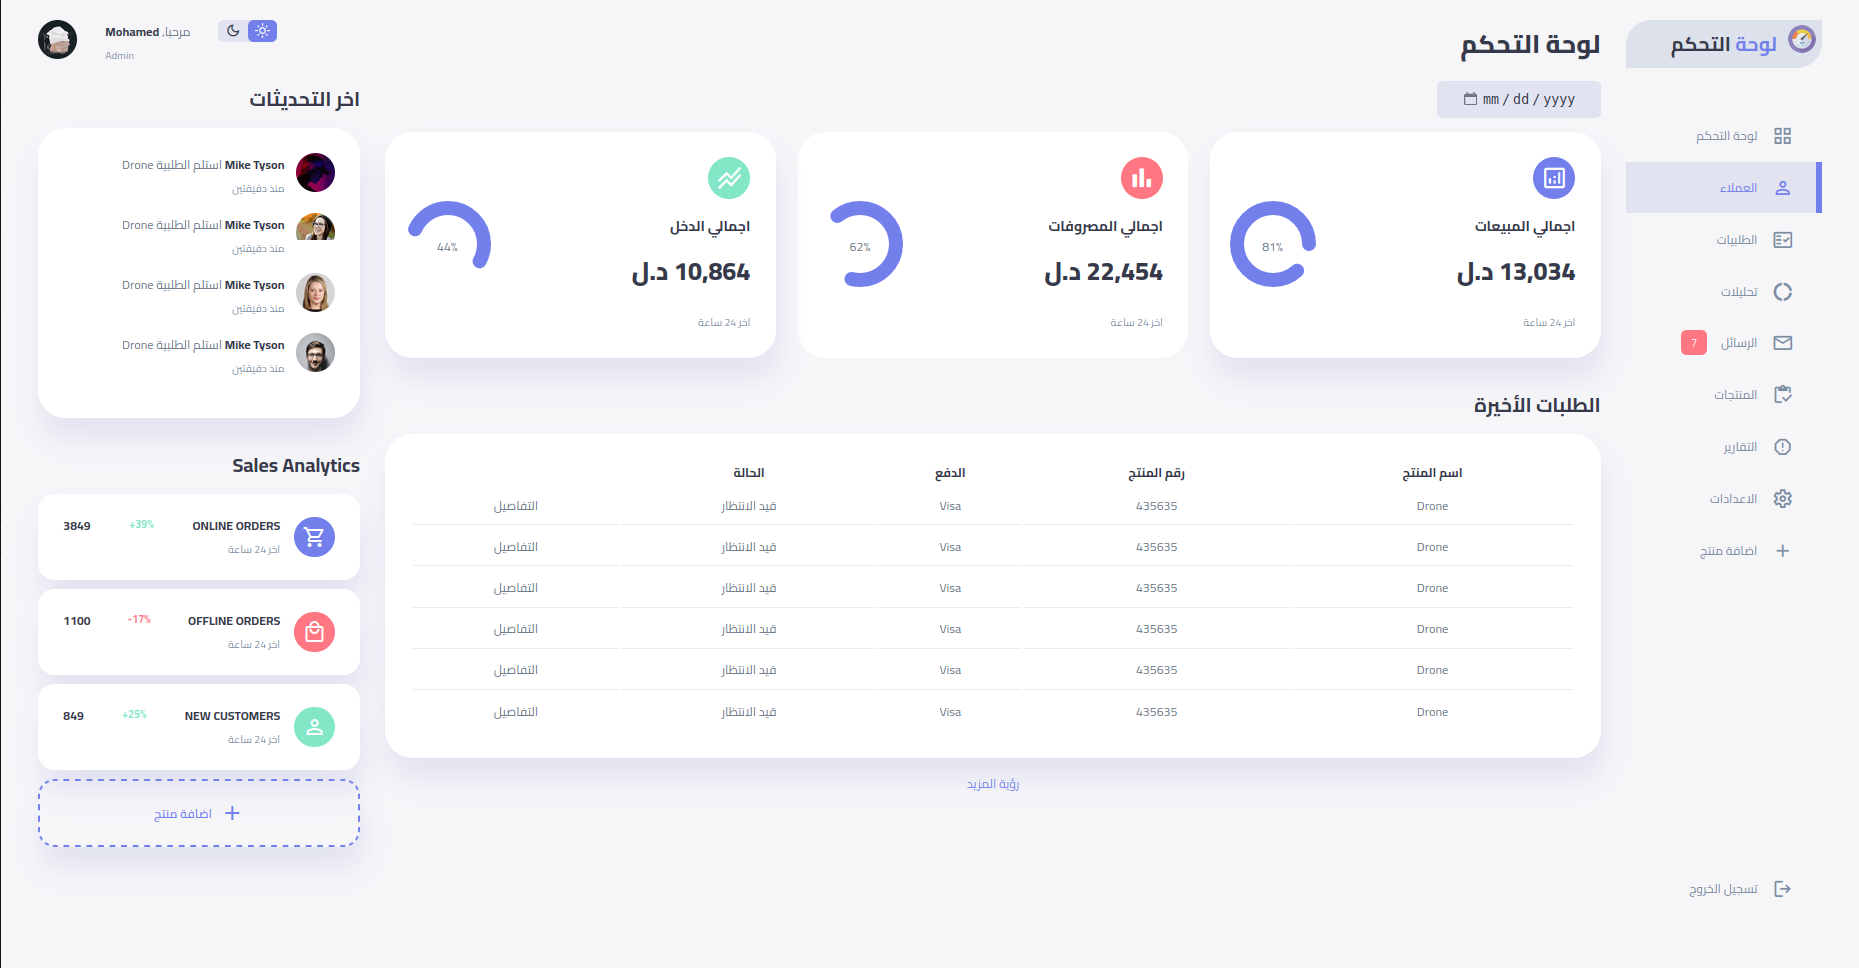 لوحة التحكم
لوحة التحكم
العملاء
الطلبيات
تحليلات
الرسائل 7
المنتجات
التقارير
الاعدادات
اضافة منتج
تسجيل الخروج
لوحة التحكم
mm / dd / yyyy
اجمالي المبيعات
13,034 د.ل
81%
اخر 24 ساعة
اجمالي المصروفات
22,454 د.ل
62%
اخر 24 ساعة
اجمالي الدخل
10,864 د.ل
44%
اخر 24 ساعة
الطلبات الأخيرة
اسم المنتج رقم المنتج الدفع الحالة
Drone 435635 Visa قيد الانتظار التفاصيل
Drone 435635 Visa قيد الانتظار التفاصيل
Drone 435635 Visa قيد الانتظار التفاصيل
Drone 435635 Visa قيد الانتظار التفاصيل
Drone 435635 Visa قيد الانتظار التفاصيل
Drone 435635 Visa قيد الانتظار التفاصيل
رؤية المزيد
مرحبا, Mohamed
Admin
اخر التحديثات
Mike Tyson استلم الطلبية Drone
منذ دقيقتين
Mike Tyson استلم الطلبية Drone
منذ دقيقتين
Mike Tyson استلم الطلبية Drone
منذ دقيقتين
Mike Tyson استلم الطلبية Drone
منذ دقيقتين
Sales Analytics
ONLINE ORDERS +39% 3849
اخر 24 ساعة
OFFLINE ORDERS -17% 1100
اخر 24 ساعة
NEW CUSTOMERS +25% 849
اخر 24 ساعة
اضافة منتج